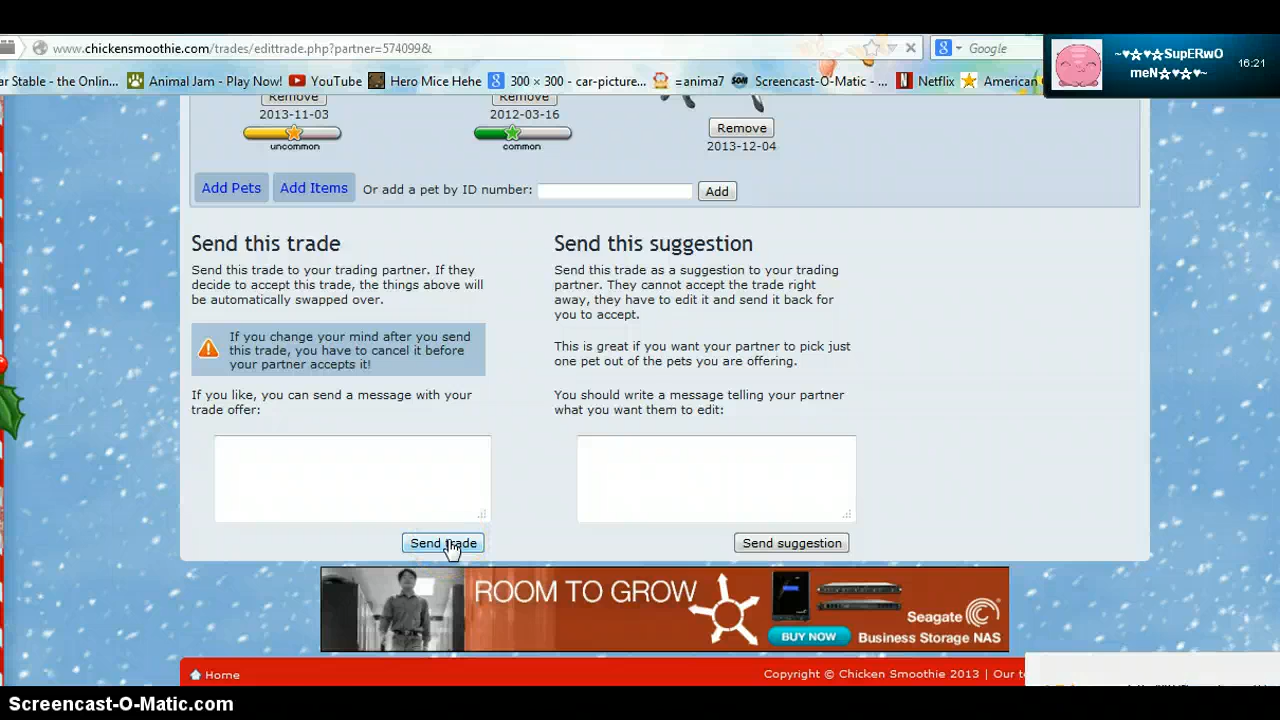 www.chickensmoothie.com/trades/edittrade.php?partner=574099&
Google
~♥☆♥☆SupERwO
meN☆♥☆♥~
16:21
ar Stable - the Onlin...
Animal Jam - Play Now!
YouTube
Hero Mice Hehe
300 × 300 - car-picture...
=anima7
Screencast-O-Matic - ...
Netflix
American
Remove
Remove
2013-11-03
2012-03-16
Remove
uncommon
common
2013-12-04
Add Pets
Add Items
Or add a pet by ID number:
Add
Send this trade
Send this trade to your trading partner. If they
decide to accept this trade, the things above will
be automatically swapped over.
If you change your mind after you send
this trade, you have to cancel it before
your partner accepts it!
If you like, you can send a message with your
trade offer:
Send trade
Send this suggestion
Send this trade as a suggestion to your trading
partner. They cannot accept the trade right
away, they have to edit it and send it back for
you to accept.
This is great if you want your partner to pick just
one pet out of the pets you are offering.
You should write a message telling your partner
what you want them to edit:
Send suggestion
ROOM TO GROW
BUY NOW
Seagate
Business Storage NAS
Home
Copyright © Chicken Smoothie 2013 | Our te
Screencast-O-Matic.com